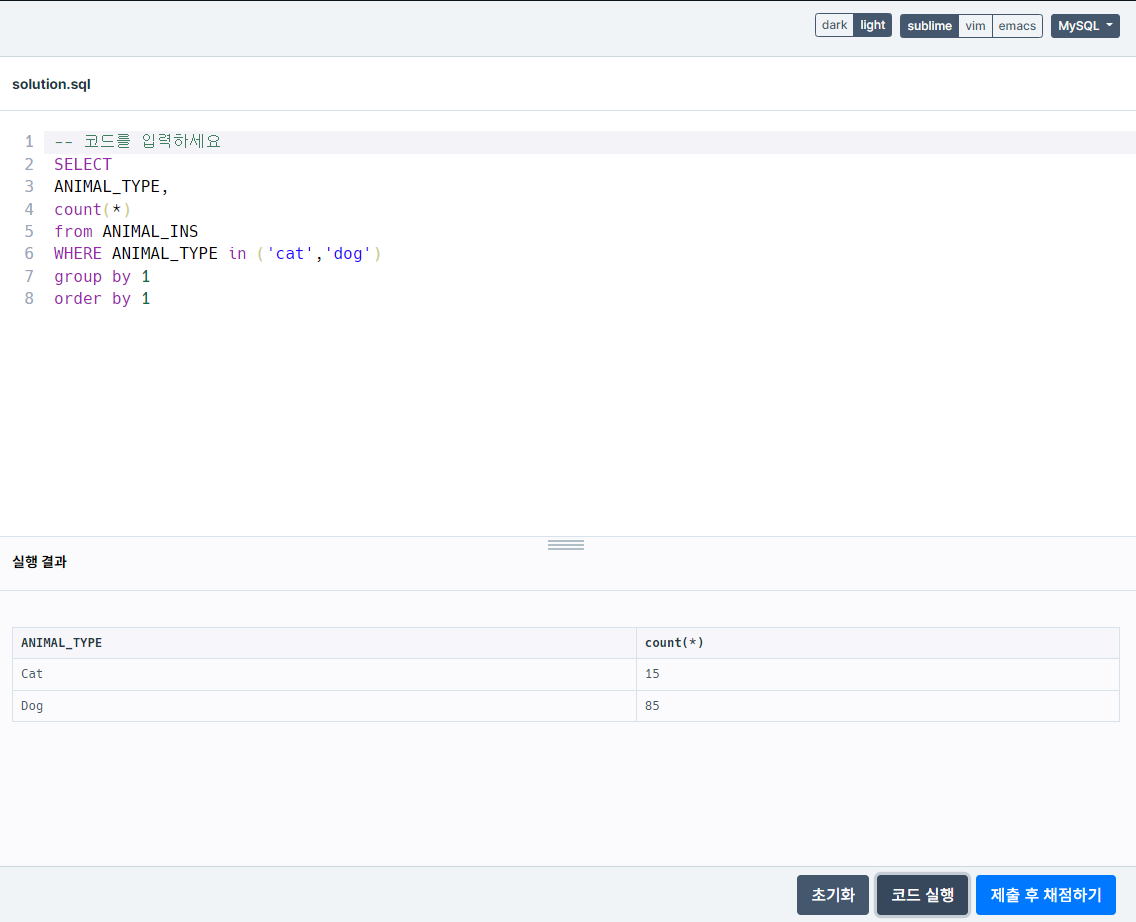 dark light sublime vim emacs MySQL
solution.sql
1 -- 코드를 입력하세요
2 SELECT
3 ANIMAL_TYPE,
4 count(*)
5 from ANIMAL_INS
6 WHERE ANIMAL_TYPE in ('cat','dog')
7 group by 1
8 order by 1
실행 결과
ANIMAL_TYPE count(*)
Cat 15
Dog 85
초기화 코드 실행 제출 후 채점하기